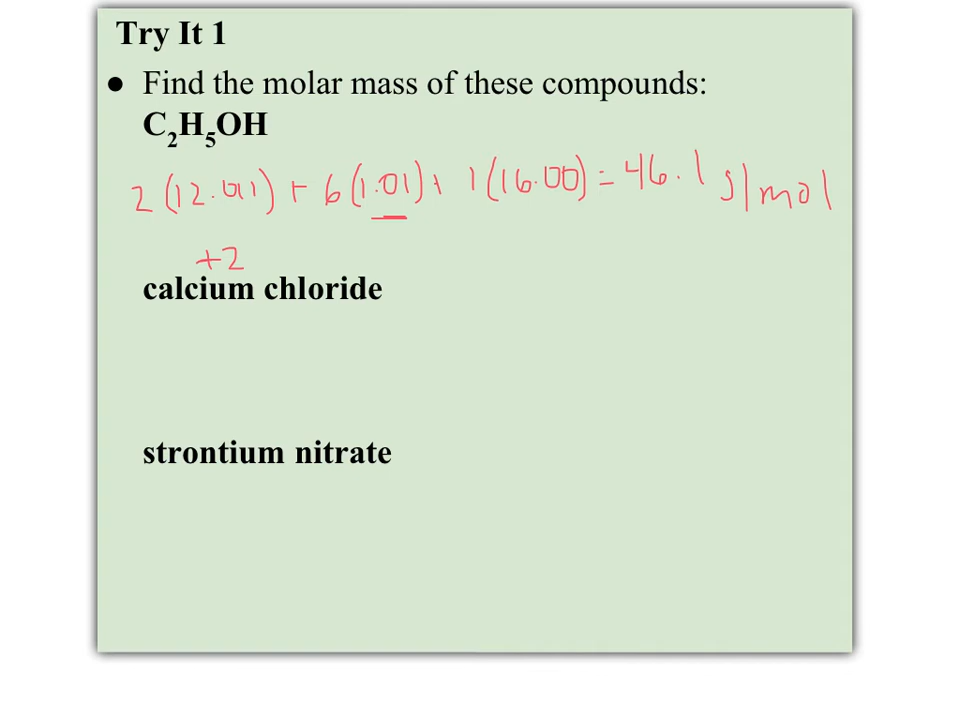 Try It 1
● Find the molar mass of these compounds:
C₂H₅OH
2 (12.01) + 6 (1.01) + 1 (16.00) = 46.1 g/mol
+2
calcium chloride
strontium nitrate